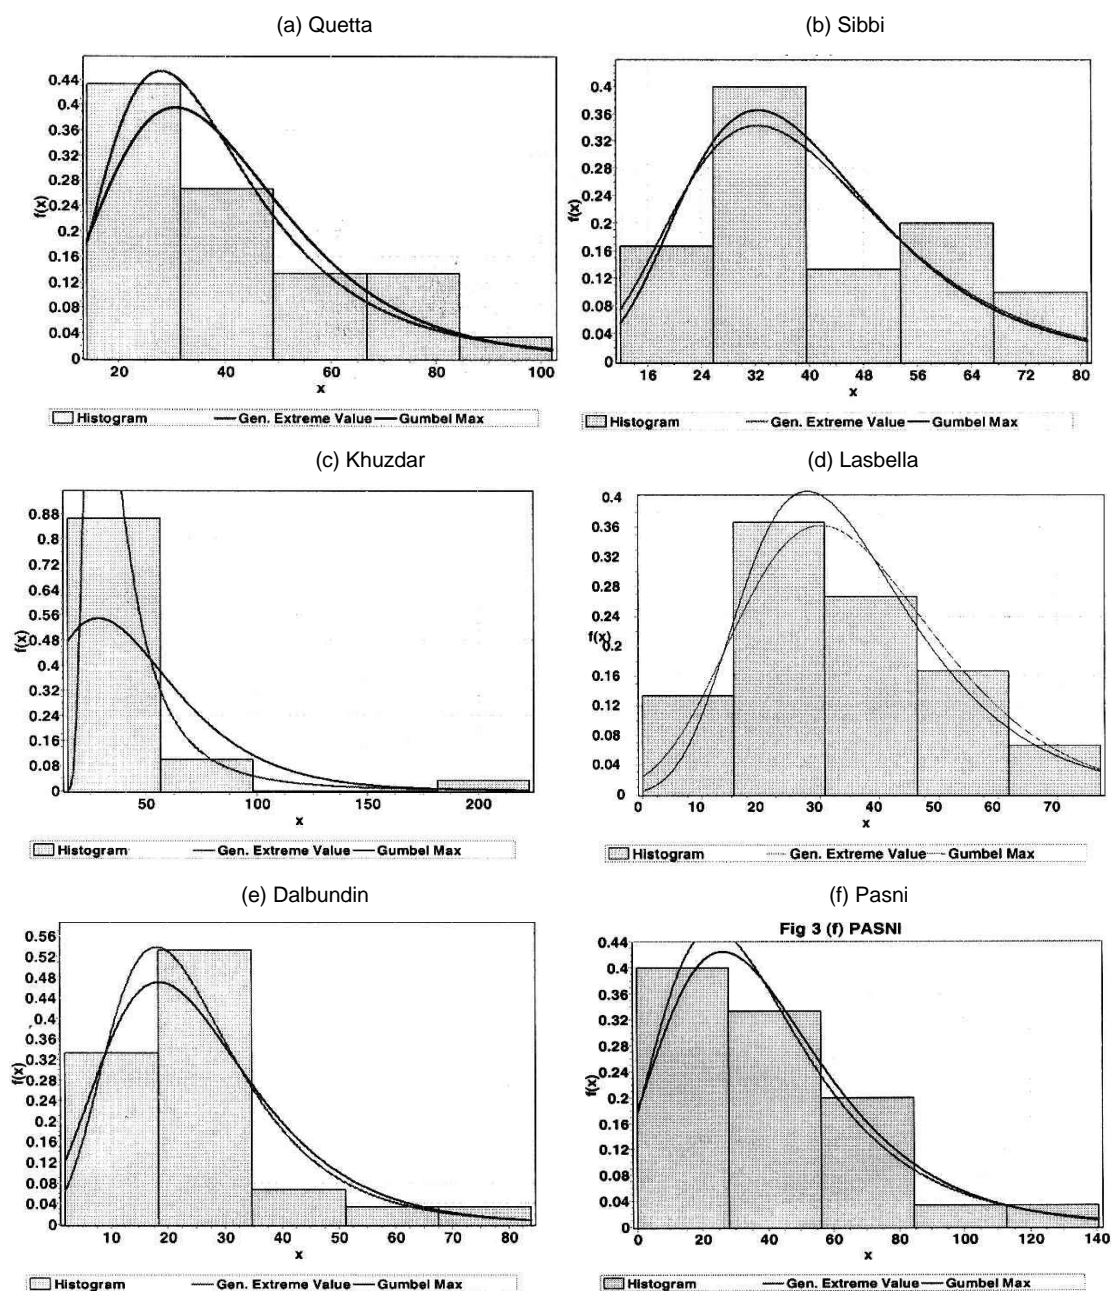 (a) Quetta
0.44
0.4
0.36
0.32
0.28
0.24
0.2
0.16
0.12
0.08
0.04
0
f(x)
20 40 60 80 100
x
Histogram Gen. Extreme Value Gumbel Max
(b) Sibbi
0.4
0.35
0.3
0.25
0.2
0.15
0.1
0.05
0
f(x)
16 24 32 40 48 56 64 72 80
x
Histogram Gen. Extreme Value Gumbel Max
(c) Khuzdar
0.88
0.8
0.72
0.64
0.56
0.48
0.4
0.32
0.24
0.16
0.08
0
f(x)
50 100 150 200
x
Histogram Gen. Extreme Value Gumbel Max
(d) Lasbella
0.4
0.36
0.32
0.28
0.24
0.2
0.16
0.12
0.08
0.04
0
f(x)
0 10 20 30 40 50 60 70
x
Histogram Gen. Extreme Value Gumbel Max
(e) Dalbundin
0.56
0.52
0.48
0.44
0.4
0.36
0.32
0.28
0.24
0.2
0.16
0.12
0.08
0.04
0
f(x)
10 20 30 40 50 60 70 80
x
Histogram Gen. Extreme Value Gumbel Max
(f) Pasni
Fig 3 (f) PASNI
0.44
0.4
0.36
0.32
0.28
0.24
0.2
0.16
0.12
0.08
0.04
0
f(x)
0 20 40 60 80 100 120 140
x
Histogram Gen. Extreme Value Gumbel Max